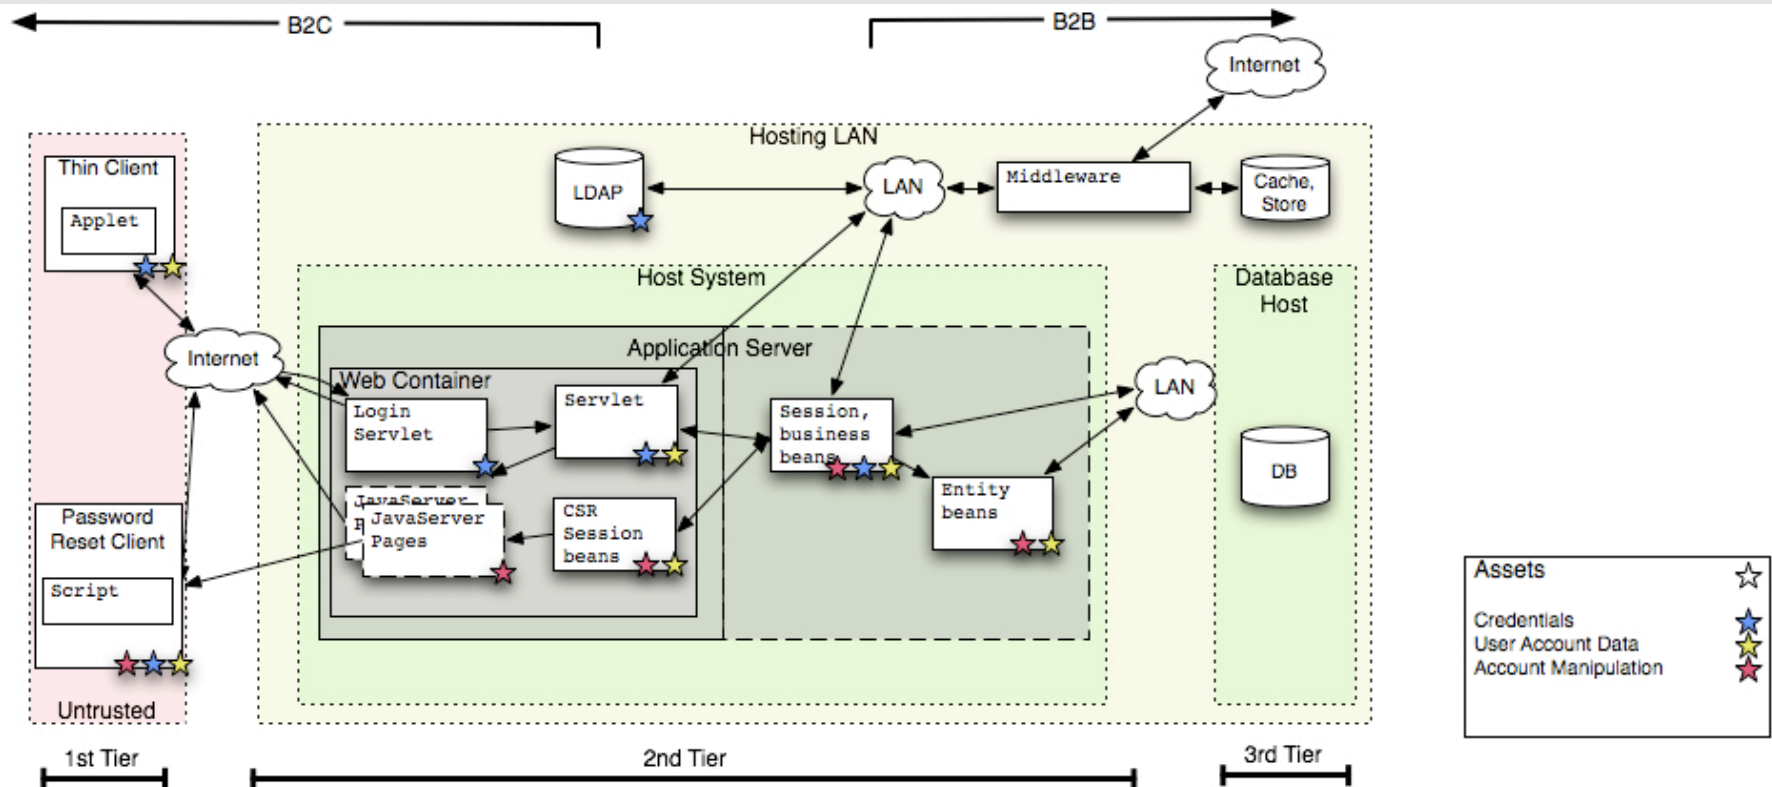 B2C
B2B
Internet
Hosting LAN
Thin Client
Applet
LDAP
LAN
Middleware
Cache,
Store
Host System
Database
Host
Internet
Application Server
Web Container
Login
Servlet
Servlet
Session,
business
beans
LAN
JavaServer
P
JavaServer
Pages
CSR
Session
beans
Entity
beans
DB
Password
Reset Client
Script
Untrusted
Assets
Credentials
User Account Data
Account Manipulation
1st Tier
2nd Tier
3rd Tier